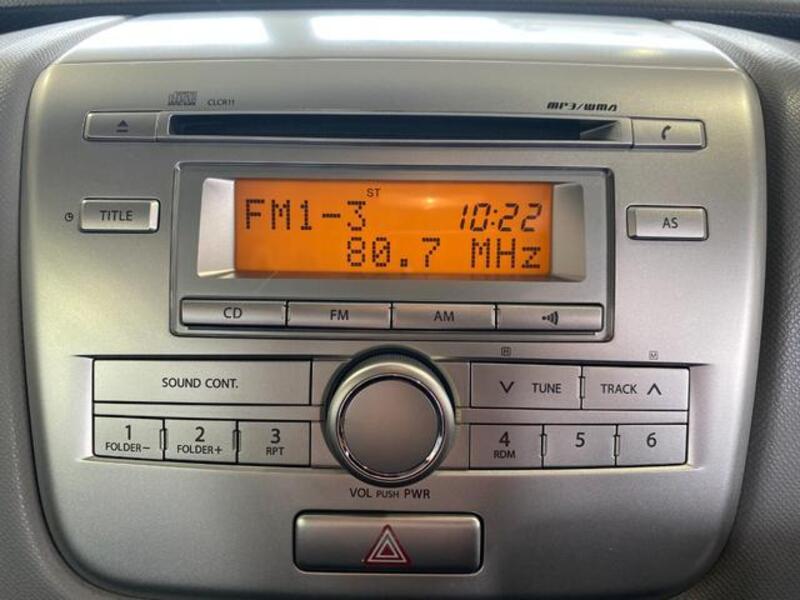 CLCR11
MP3/WMA
TITLE
ST
FM1-3 10:22
80.7 MHz
AS
CD FM AM
SOUND CONT.
H M
TUNE TRACK
1 2 3
FOLDER- FOLDER+ RPT
4 5 6
RDM
VOL PUSH PWR